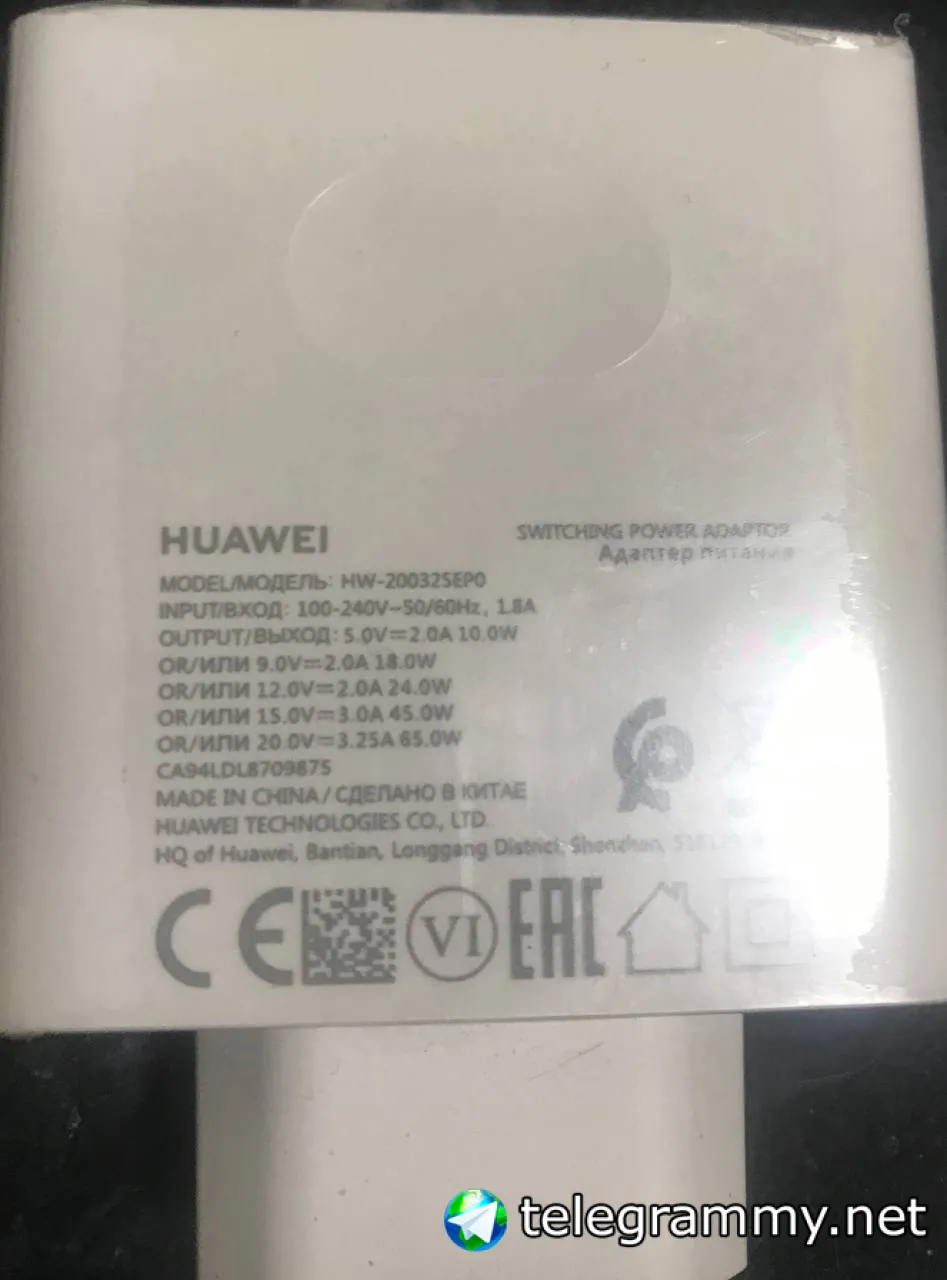 HUAWEI
SWITCHING POWER ADAPTOR
Адаптер питания
MODEL/МОДЕЛЬ: HW-200325EP0
INPUT/ВХОД: 100-240V~50/60Hz, 1.8A
OUTPUT/ВЫХОД: 5.0V⎓2.0A 10.0W
OR/ИЛИ 9.0V⎓2.0A 18.0W
OR/ИЛИ 12.0V⎓2.0A 24.0W
OR/ИЛИ 15.0V⎓3.0A 45.0W
OR/ИЛИ 20.0V⎓3.25A 65.0W
CA94LDL8709875
MADE IN CHINA/СДЕЛАНО В КИТАЕ
HUAWEI TECHNOLOGIES CO., LTD.
HQ of Huawei, Bantian, Longgang District, Shenzhen,
CE VI EAC
telegrammy.net